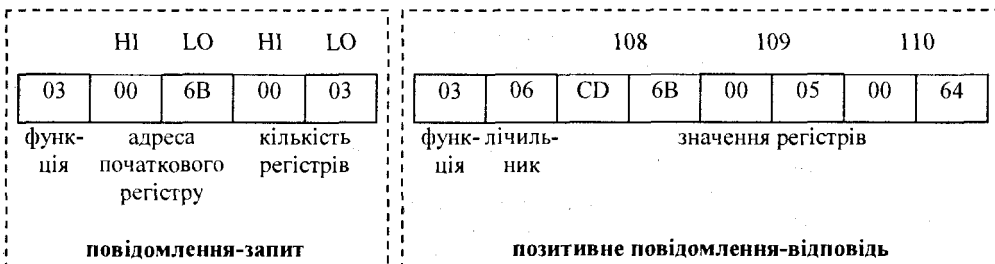 HI LO HI LO
03 00 6B 00 03
функ- адреса кількість
ція початкового регістрів
регістру
повідомлення-запит
108 109 110
03 06 CD 6B 00 05 00 64
функ- лічиль- значення регістрів
ція ник
позитивне повідомлення-відповідь